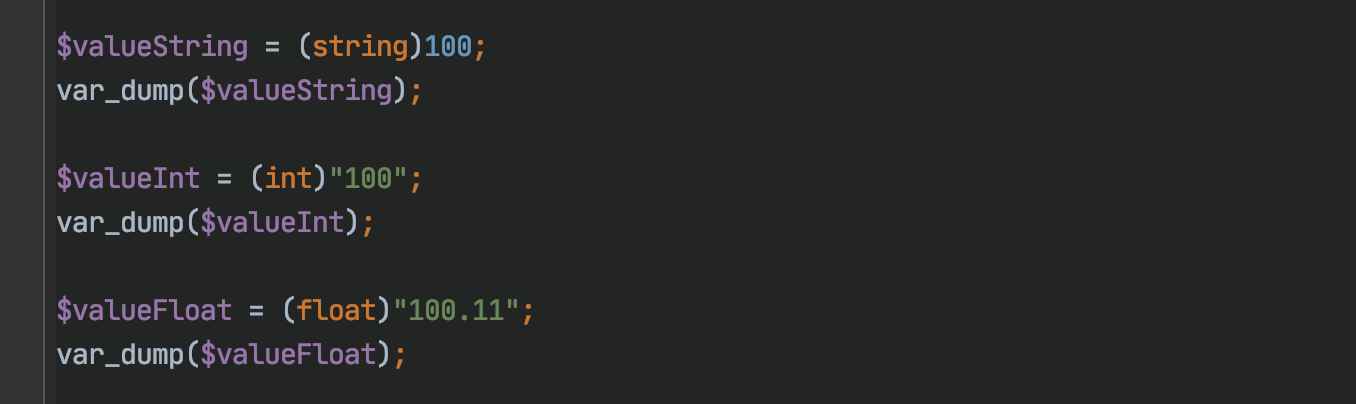 $valueString = (string)100;
var_dump($valueString);
$valueInt = (int)"100";
var_dump($valueInt);
$valueFloat = (float)"100.11";
var_dump($valueFloat);